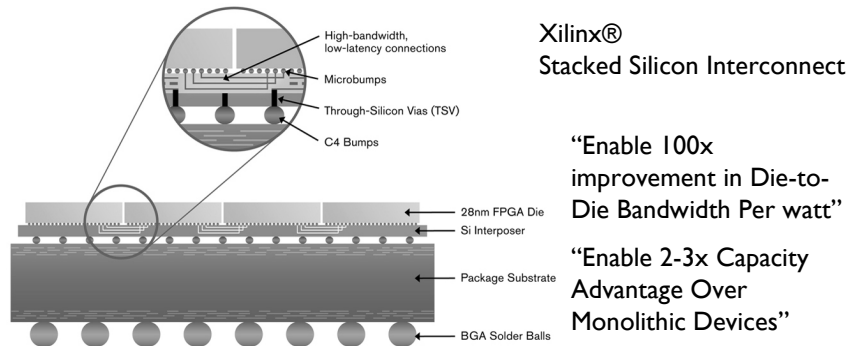 High-bandwidth,
low-latency connections
Microbumps
Through-Silicon Vias (TSV)
C4 Bumps
28nm FPGA Die
Si Interposer
Package Substrate
BGA Solder Balls
Xilinx®
Stacked Silicon Interconnect
“Enable 100x
improvement in Die-to-
Die Bandwidth Per watt”
“Enable 2-3x Capacity
Advantage Over
Monolithic Devices”